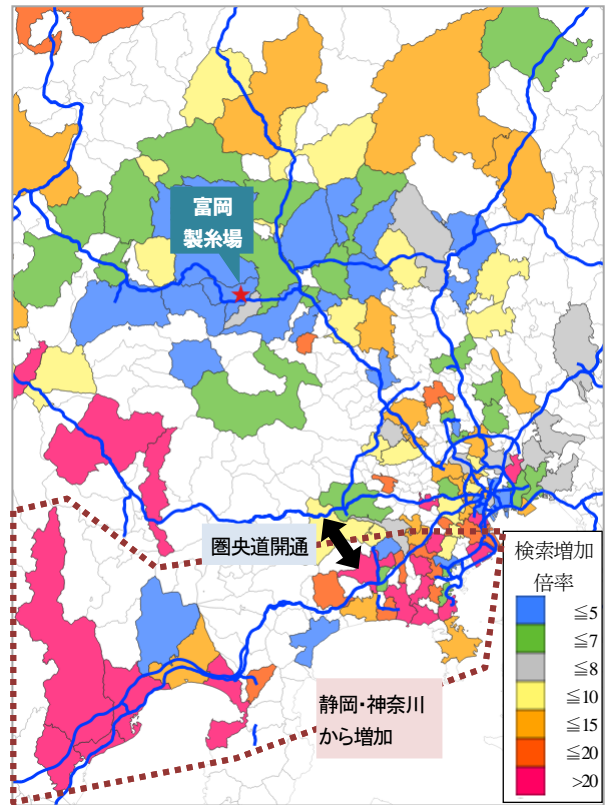 富岡
製糸場
圏央道開通
静岡・神奈川
から増加
検索増加
倍率
≦5
≦7
≦8
≦10
≦15
≦20
>20